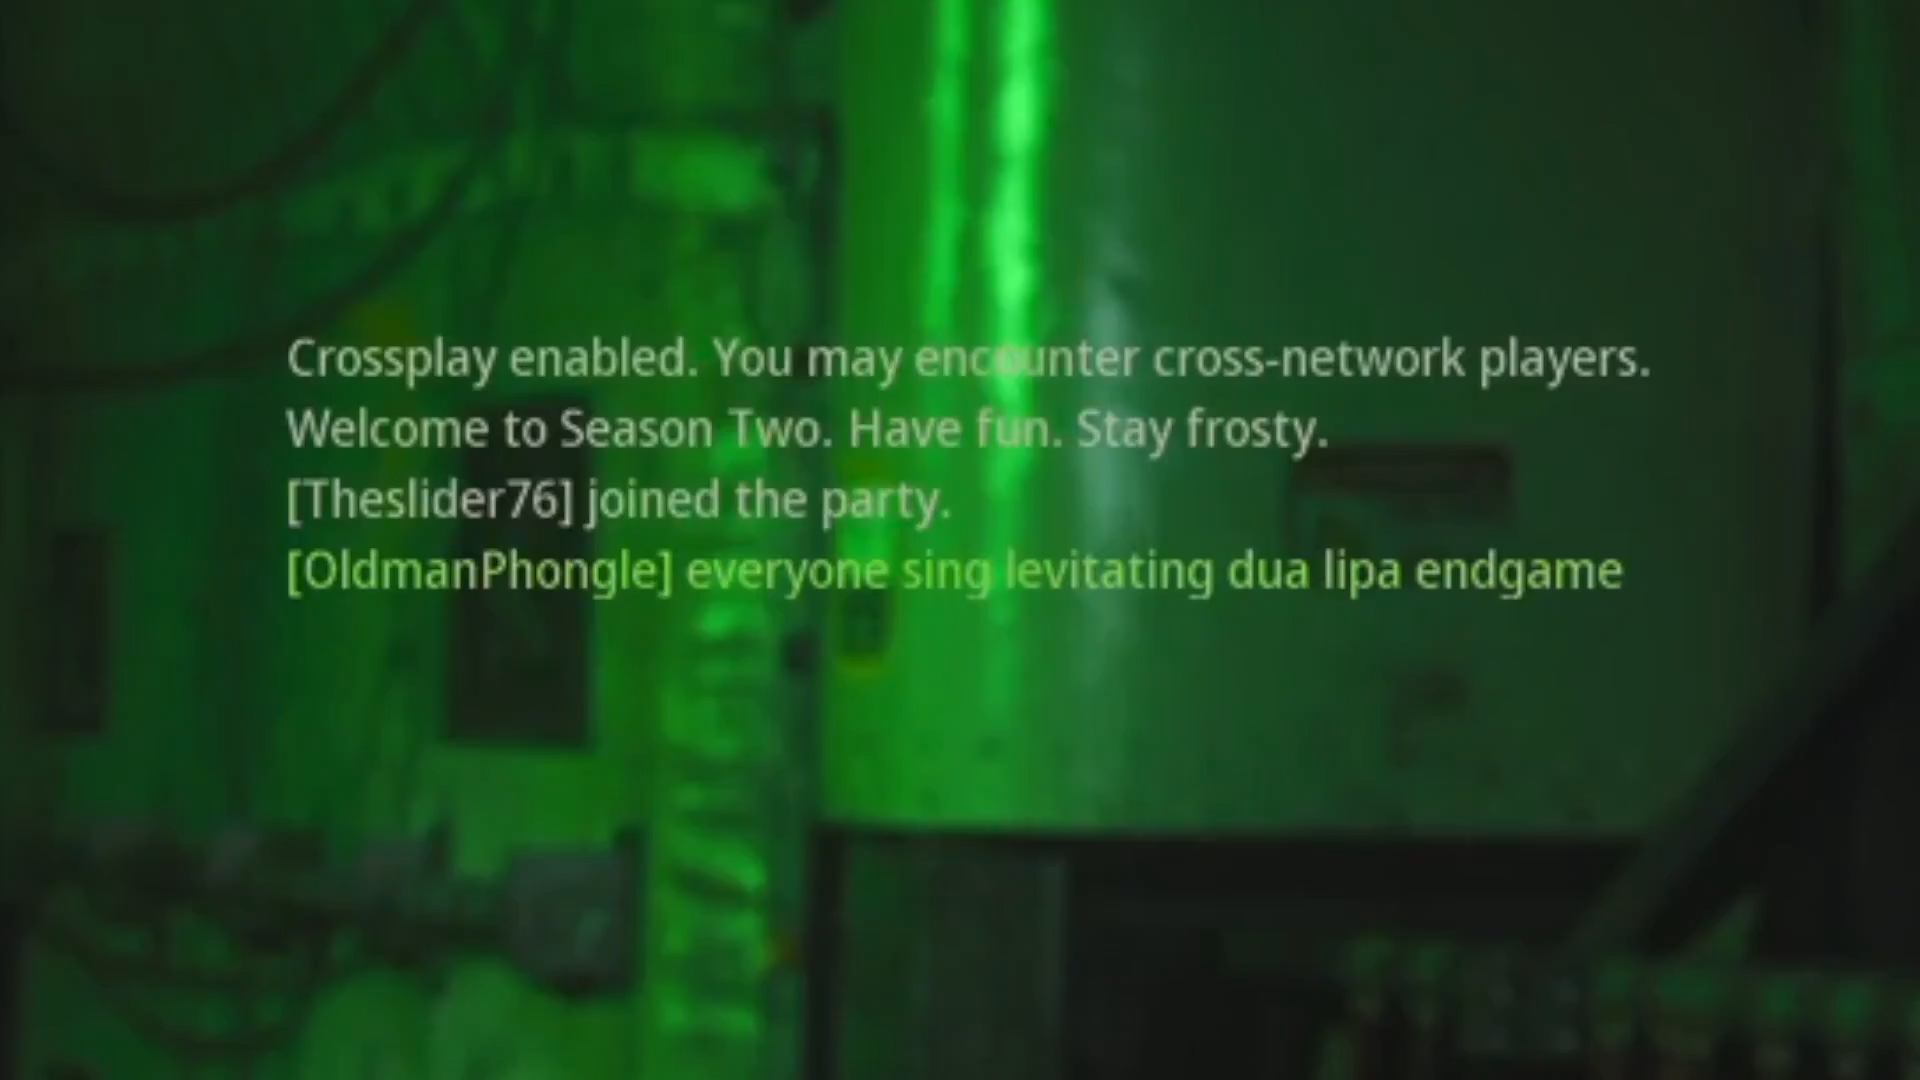 Crossplay enabled. You may encounter cross-network players.
Welcome to Season Two. Have fun. Stay frosty.
[Theslider76] joined the party.
[OldmanPhongle] everyone sing levitating dua lipa endgame